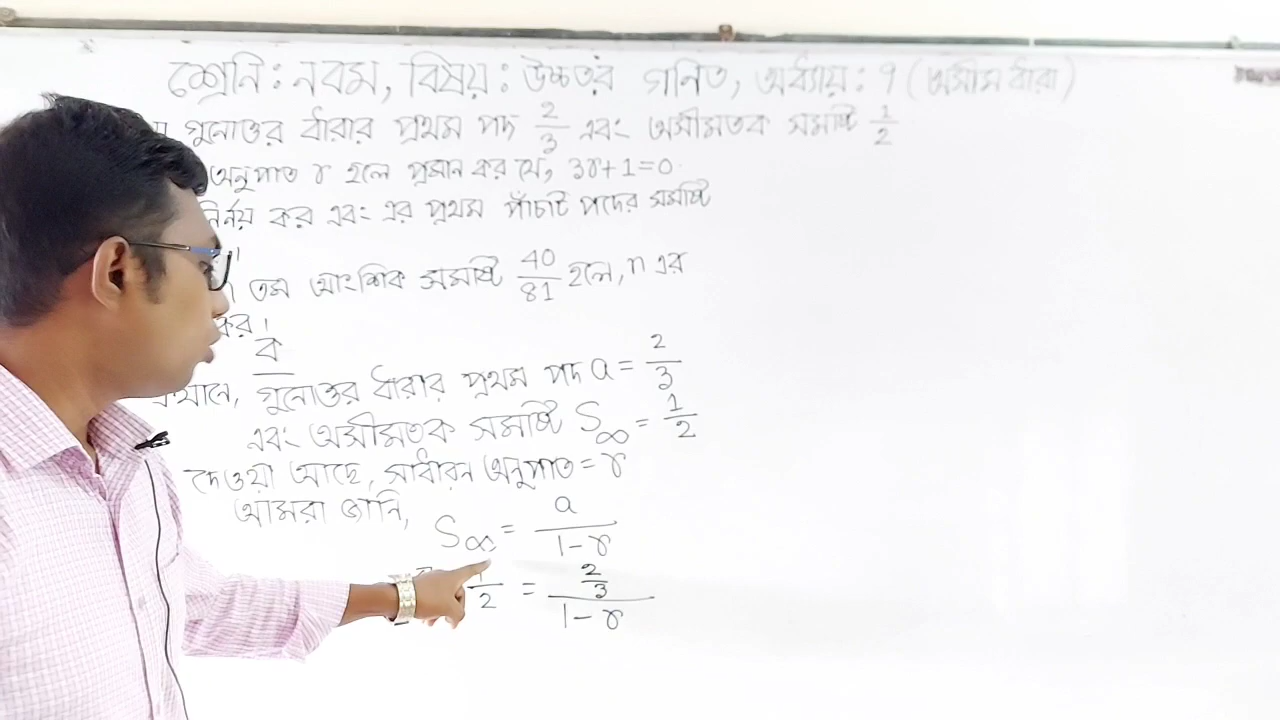 শ্রেনি : নবম, বিষয় : উচ্চতর গনিত, অধ্যায় : ৭ (অসীম ধারা)
গুনোত্তর ধারার প্রথম পদ 2/3 এবং অসীমতক সমষ্টি 1/2
অনুপাত r হলে প্রমান কর যে, 3r+1=0
নির্নয় কর এবং এর প্রথম পাঁচটি পদের সমষ্টি
তম আংশিক সমষ্টি 40/81 হলে, n এর
কর।
ক
এখানে, গুনোত্তর ধারার প্রথম পদ a = 2/3
এবং অসীমতক সমষ্টি S∞ = 1/2
দেওয়া আছে, সাধারন অনুপাত = r
আমরা জানি,
S∞ = a/(1-r)
1/2 = (2/3)/(1-r)